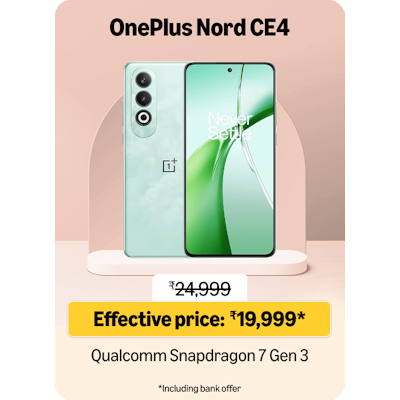 OnePlus Nord CE4
Never
Settle
1+
₹24,999
Effective price: ₹19,999*
Qualcomm Snapdragon 7 Gen 3
*Including bank offer